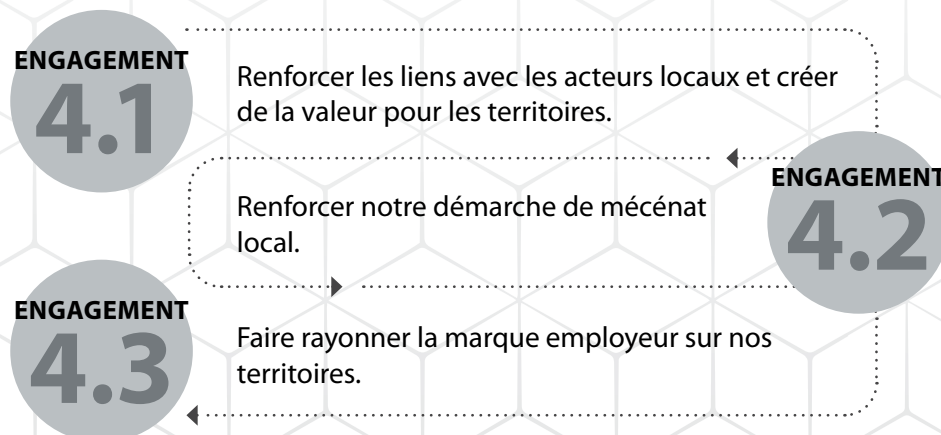 ENGAGEMENT
4.1
Renforcer les liens avec les acteurs locaux et créer
de la valeur pour les territoires.
ENGAGEMENT
4.2
Renforcer notre démarche de mécénat
local.
ENGAGEMENT
4.3
Faire rayonner la marque employeur sur nos
territoires.